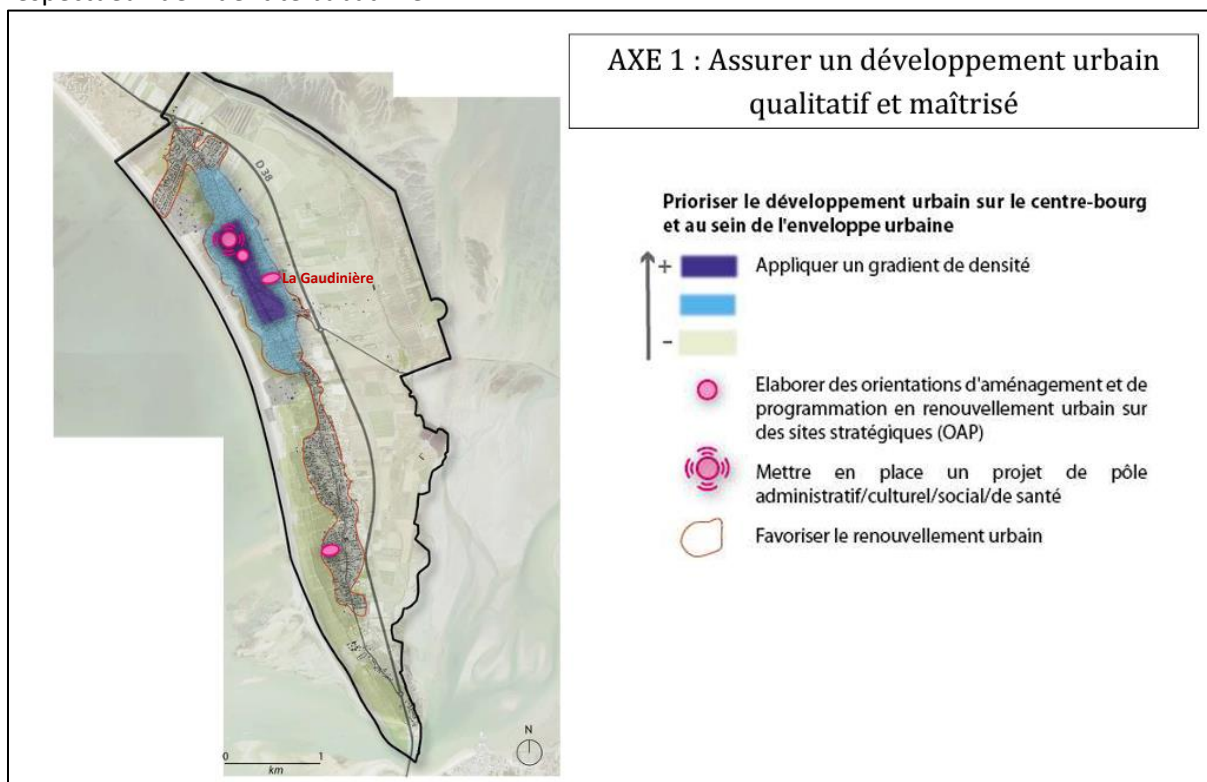 AXE 1 : Assurer un développement urbain
qualitatif et maîtrisé
D 38
La Gaudinière
0 1
km
N
Prioriser le développement urbain sur le centre-bourg
et au sein de l'enveloppe urbaine
+ Appliquer un gradient de densité
-
Elaborer des orientations d'aménagement et de
programmation en renouvellement urbain sur
des sites stratégiques (OAP)
Mettre en place un projet de pôle
administratif/culturel/social/de santé
Favoriser le renouvellement urbain